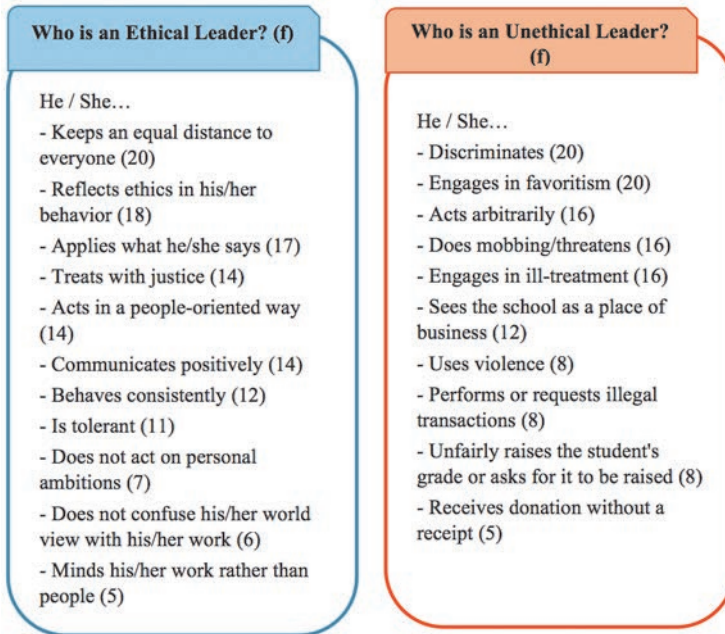 Who is an Ethical Leader? (f)
He / She…
- Keeps an equal distance to
everyone (20)
- Reflects ethics in his/her
behavior (18)
- Applies what he/she says (17)
- Treats with justice (14)
- Acts in a people-oriented way
(14)
- Communicates positively (14)
- Behaves consistently (12)
- Is tolerant (11)
- Does not act on personal
ambitions (7)
- Does not confuse his/her world
view with his/her work (6)
- Minds his/her work rather than
people (5)
Who is an Unethical Leader?
(f)
He / She…
- Discriminates (20)
- Engages in favoritism (20)
- Acts arbitrarily (16)
- Does mobbing/threatens (16)
- Engages in ill-treatment (16)
- Sees the school as a place of
business (12)
- Uses violence (8)
- Performs or requests illegal
transactions (8)
- Unfairly raises the student's
grade or asks for it to be raised (8)
- Receives donation without a
receipt (5)